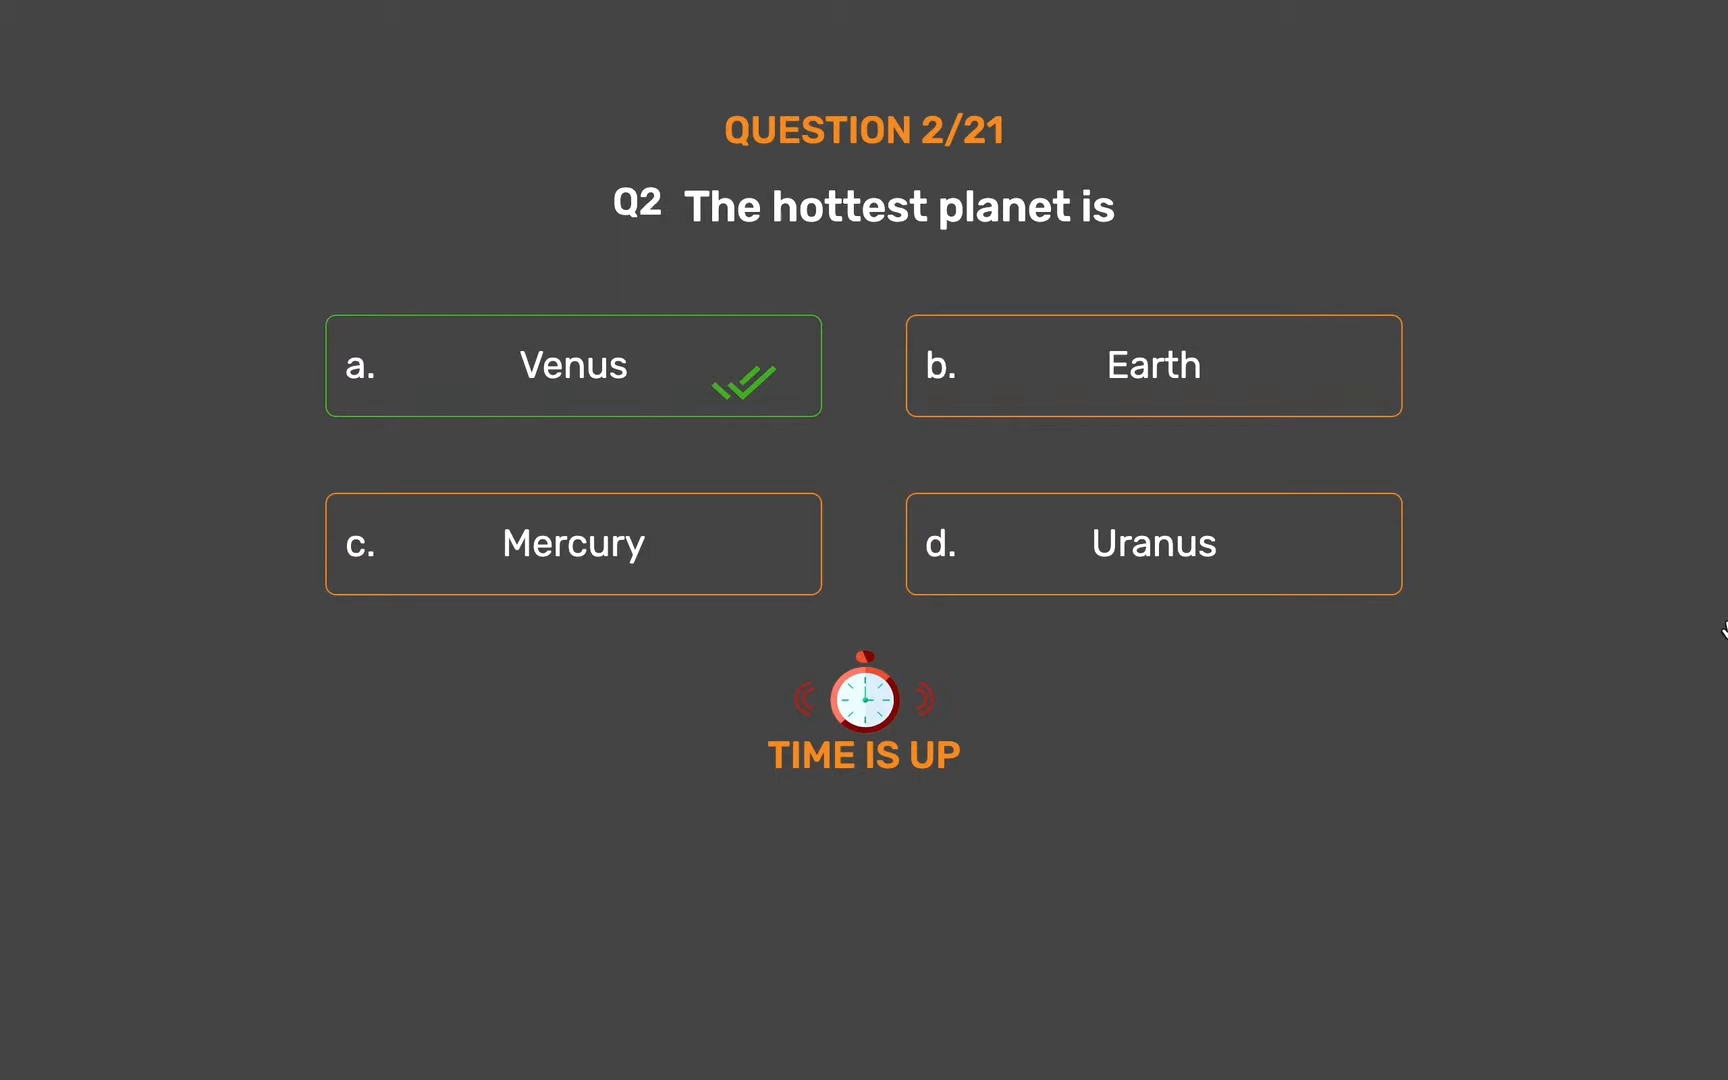 QUESTION 2/21
Q2 The hottest planet is
a. Venus
b. Earth
c. Mercury
d. Uranus
TIME IS UP